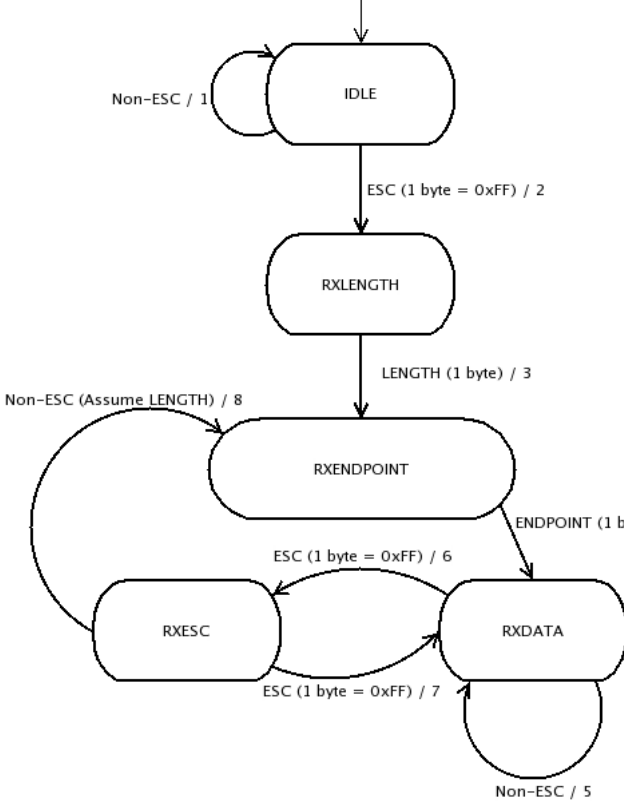 IDLE
Non-ESC / 1
ESC (1 byte = 0xFF) / 2
RXLENGTH
LENGTH (1 byte) / 3
Non-ESC (Assume LENGTH) / 8
RXENDPOINT
ENDPOINT (1 b
ESC (1 byte = 0xFF) / 6
RXESC
RXDATA
ESC (1 byte = 0xFF) / 7
Non-ESC / 5